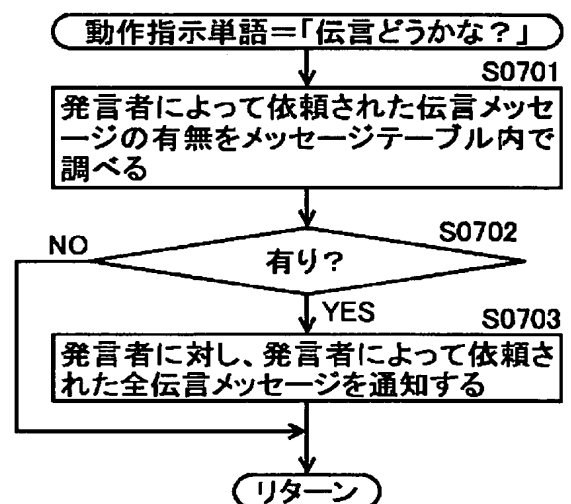 動作指示単語=「伝言どうかな？」
S0701
発言者によって依頼された伝言メッセ
ージの有無をメッセージテーブル内で
調べる
S0702
NO
有り？
YES
S0703
発言者に対し、発言者によって依頼さ
れた全伝言メッセージを通知する
リターン